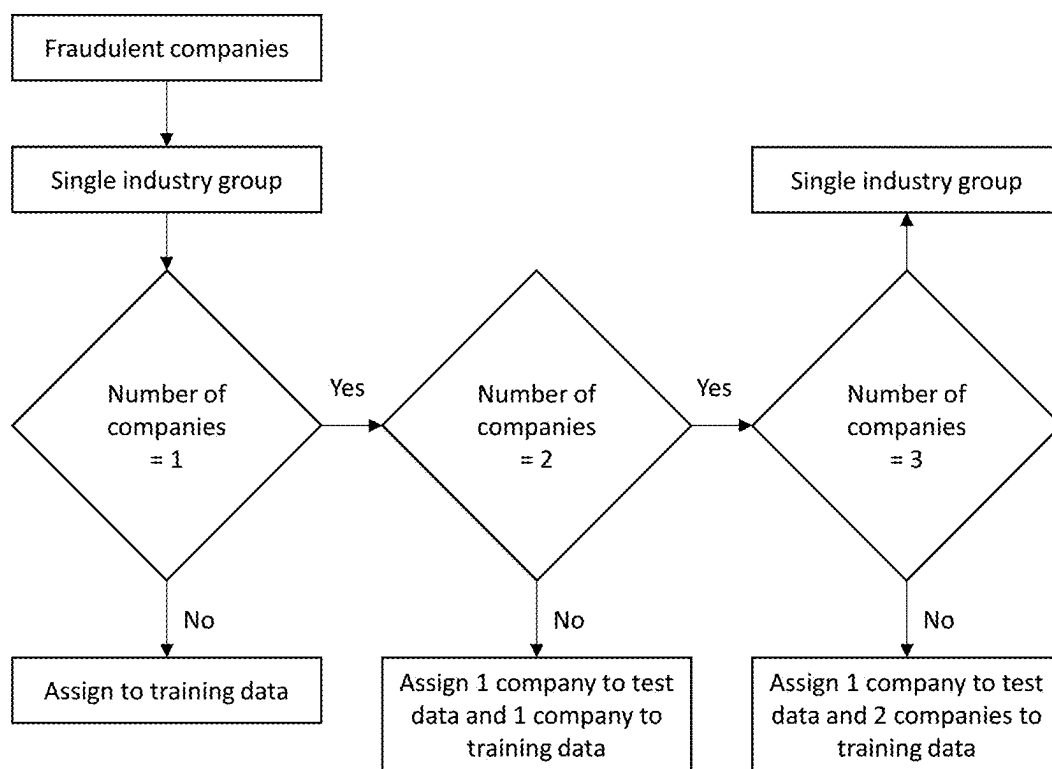 Fraudulent companies
Single industry group
Single industry group
Number of
companies
= 1
Yes
Number of
companies
= 2
Yes
Number of
companies
= 3
No
No
No
Assign to training data
Assign 1 company to test
data and 1 company to
training data
Assign 1 company to test
data and 2 companies to
training data